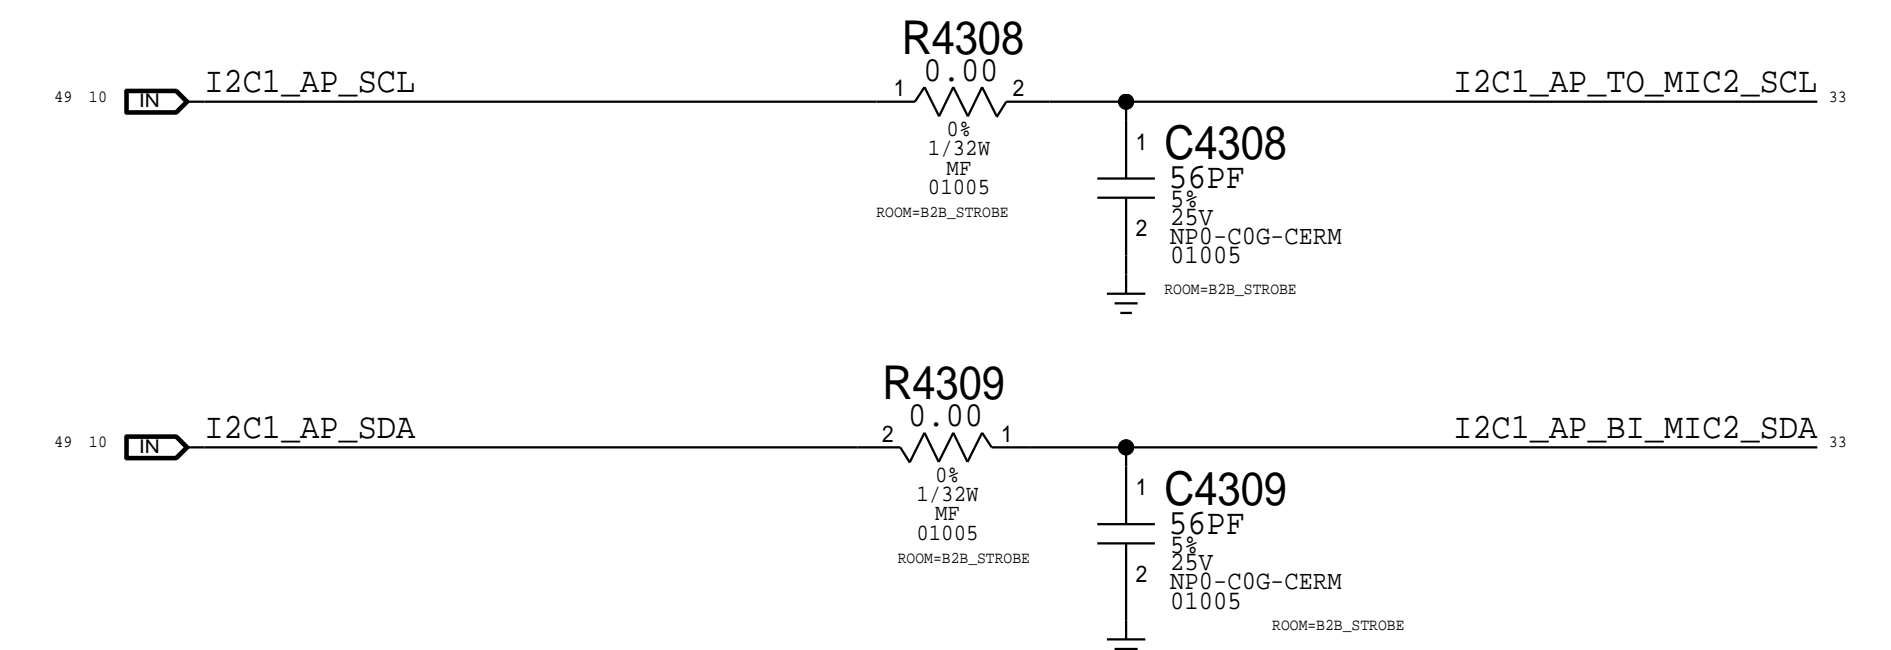 R4308
0.00
49 10 IN I2C1_AP_SCL 1 2 I2C1_AP_TO_MIC2_SCL 33
0%
1/32W
MF
01005
ROOM=B2B_STROBE
1 C4308
56PF
5%
25V
2 NP0-C0G-CERM
01005
ROOM=B2B_STROBE
R4309
0.00
49 10 IN I2C1_AP_SDA 2 1 I2C1_AP_BI_MIC2_SDA 33
0%
1/32W
MF
01005
ROOM=B2B_STROBE
1 C4309
56PF
5%
25V
2 NP0-C0G-CERM
01005
ROOM=B2B_STROBE